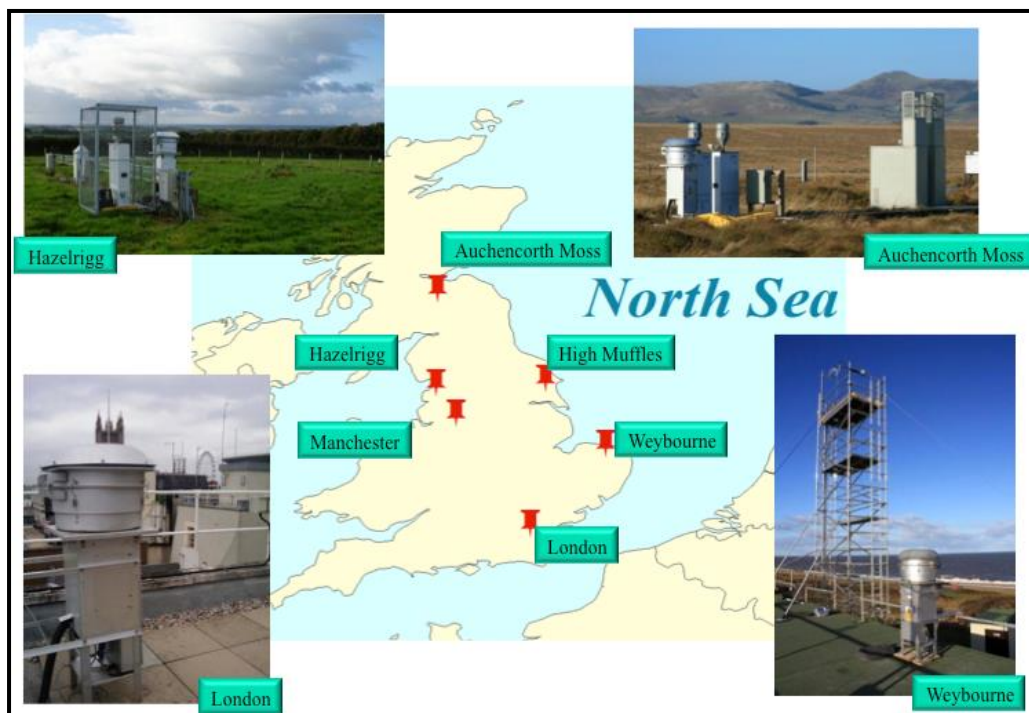 Hazelrigg
Auchencorth Moss
Auchencorth Moss
North Sea
Hazelrigg
High Muffles
Manchester
Weybourne
London
London
Weybourne